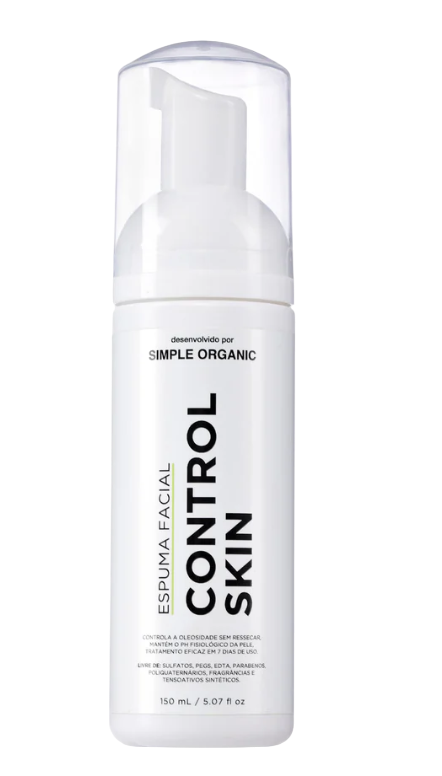 desenvolvido por
SIMPLE ORGANIC
ESPUMA FACIAL
CONTROL
SKIN
CONTROLA A OLEOSIDADE SEM RESSECAR,
MANTÉM O PH FISIOLÓGICO DA PELE,
TRATAMENTO EFICAZ EM 7 DIAS DE USO.
LIVRE DE: SULFATOS, PEGS, EDTA, PARABENOS,
POLIQUATERNÁRIOS, FRAGRÂNCIAS E
TENSOATIVOS SINTÉTICOS.
150 mL / 5.07 fl oz